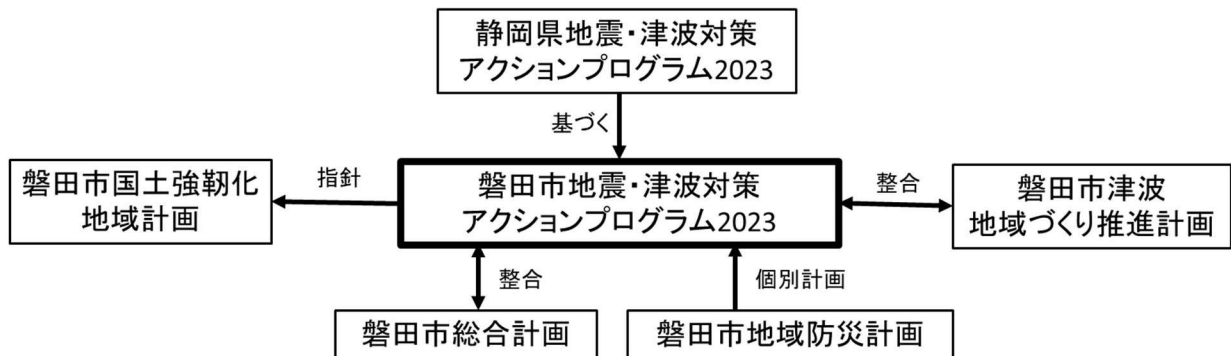 静岡県地震・津波対策
アクションプログラム2023
基づく
磐田市国土強靭化
地域計画
指針
磐田市地震・津波対策
アクションプログラム2023
整合
磐田市津波
地域づくり推進計画
整合
個別計画
磐田市総合計画
磐田市地域防災計画